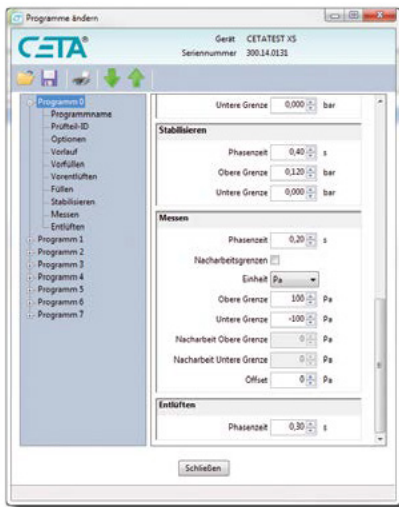 Programme ändern
CETA
Gerät CETATEST XS
Seriennummer 300.14.0131
Programm 0
Programmname
Prüfteil-ID
Optionen
Vorlauf
Vorfüllen
Vorentlüften
Füllen
Stabilisieren
Messen
Entlüften
Programm 1
Programm 2
Programm 3
Programm 4
Programm 5
Programm 6
Programm 7
Untere Grenze 0,000 bar
Stabilisieren
Phasenzeit 0,40 s
Obere Grenze 0,120 bar
Untere Grenze 0,000 bar
Messen
Phasenzeit 0,20 s
Nacharbeitsgrenzen
Einheit Pa
Obere Grenze 100 Pa
Untere Grenze -100 Pa
Nacharbeit Obere Grenze 0 Pa
Nacharbeit Untere Grenze 0 Pa
Offset 0 Pa
Entlüften
Phasenzeit 0,30 s
Schließen